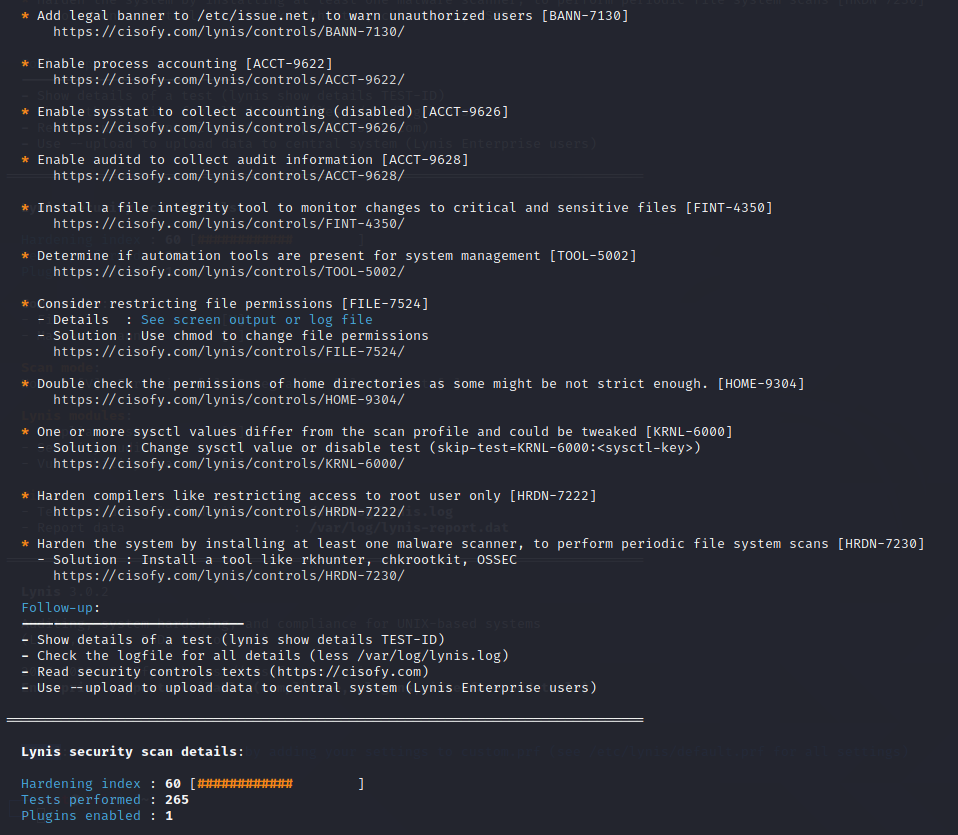 * Add legal banner to /etc/issue.net, to warn unauthorized users [BANN-7130]
https://cisofy.com/lynis/controls/BANN-7130/
* Enable process accounting [ACCT-9622]
https://cisofy.com/lynis/controls/ACCT-9622/
* Enable sysstat to collect accounting (disabled) [ACCT-9626]
https://cisofy.com/lynis/controls/ACCT-9626/
* Enable auditd to collect audit information [ACCT-9628]
https://cisofy.com/lynis/controls/ACCT-9628/
* Install a file integrity tool to monitor changes to critical and sensitive files [FINT-4350]
https://cisofy.com/lynis/controls/FINT-4350/
* Determine if automation tools are present for system management [TOOL-5002]
https://cisofy.com/lynis/controls/TOOL-5002/
* Consider restricting file permissions [FILE-7524]
- Details  : See screen output or log file
- Solution : Use chmod to change file permissions
https://cisofy.com/lynis/controls/FILE-7524/
* Double check the permissions of home directories as some might be not strict enough. [HOME-9304]
https://cisofy.com/lynis/controls/HOME-9304/
* One or more sysctl values differ from the scan profile and could be tweaked [KRNL-6000]
- Solution : Change sysctl value or disable test (skip-test=KRNL-6000:<sysctl-key>)
https://cisofy.com/lynis/controls/KRNL-6000/
* Harden compilers like restricting access to root user only [HRDN-7222]
https://cisofy.com/lynis/controls/HRDN-7222/
* Harden the system by installing at least one malware scanner, to perform periodic file system scans [HRDN-7230]
- Solution : Install a tool like rkhunter, chkrootkit, OSSEC
https://cisofy.com/lynis/controls/HRDN-7230/
Follow-up:
- Show details of a test (lynis show details TEST-ID)
- Check the logfile for all details (less /var/log/lynis.log)
- Read security controls texts (https://cisofy.com)
- Use --upload to upload data to central system (Lynis Enterprise users)
Lynis security scan details:
Hardening index : 60 [############        ]
Tests performed : 265
Plugins enabled : 1